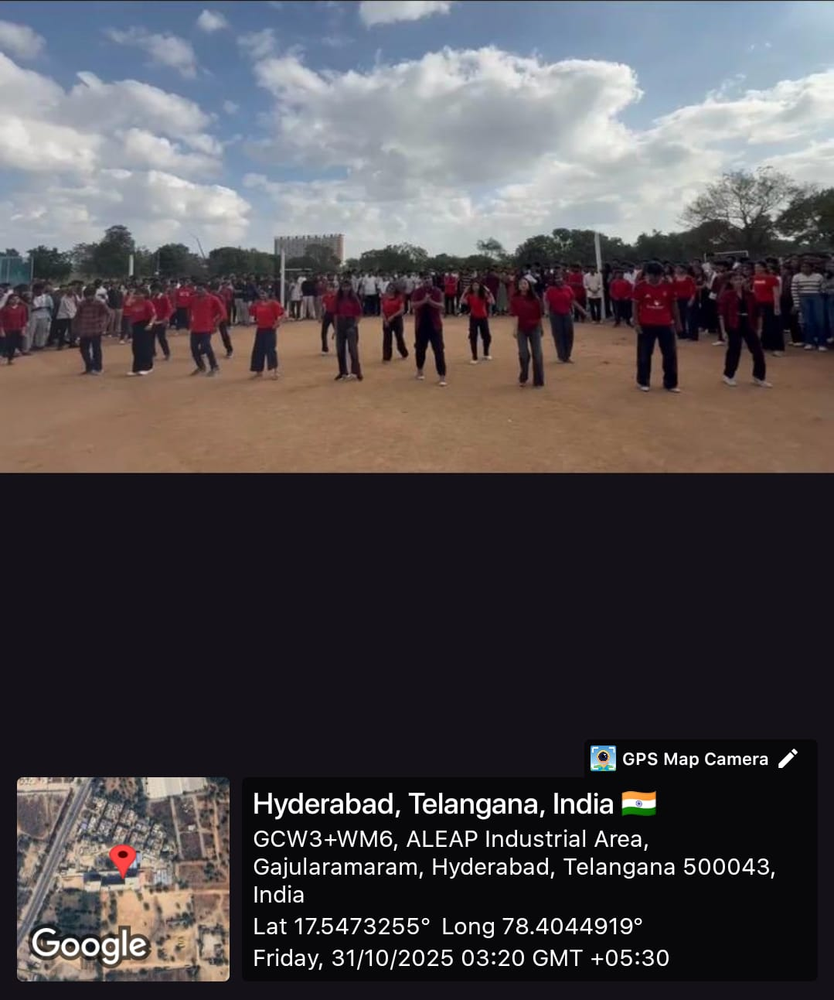 GPS Map Camera
Hyderabad, Telangana, India
GCW3+WM6, ALEAP Industrial Area,
Gajularamaram, Hyderabad, Telangana 500043,
India
Lat 17.5473255° Long 78.4044919°
Friday, 31/10/2025 03:20 GMT +05:30
Google